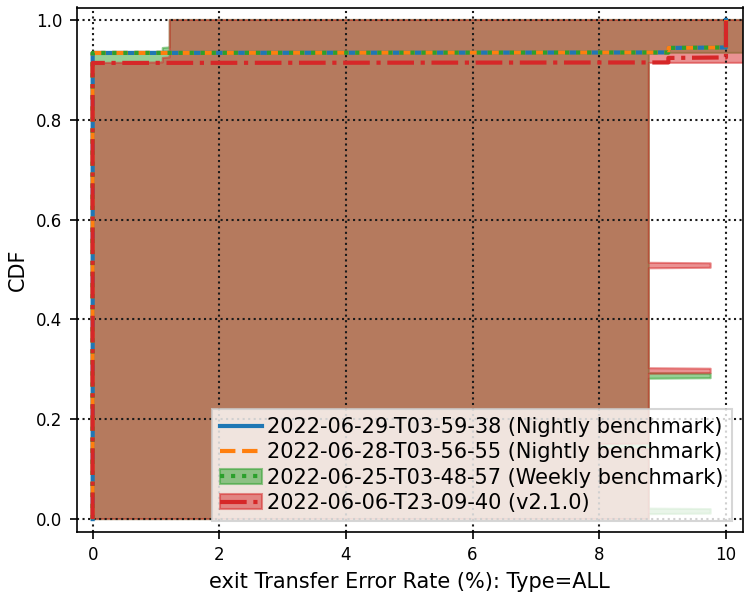 1.0
0.8
0.6
0.4
0.2
0.0
CDF
2022-06-29-T03-59-38 (Nightly benchmark)
2022-06-28-T03-56-55 (Nightly benchmark)
2022-06-25-T03-48-57 (Weekly benchmark)
2022-06-06-T23-09-40 (v2.1.0)
0 2 4 6 8 10
exit Transfer Error Rate (%): Type=ALL